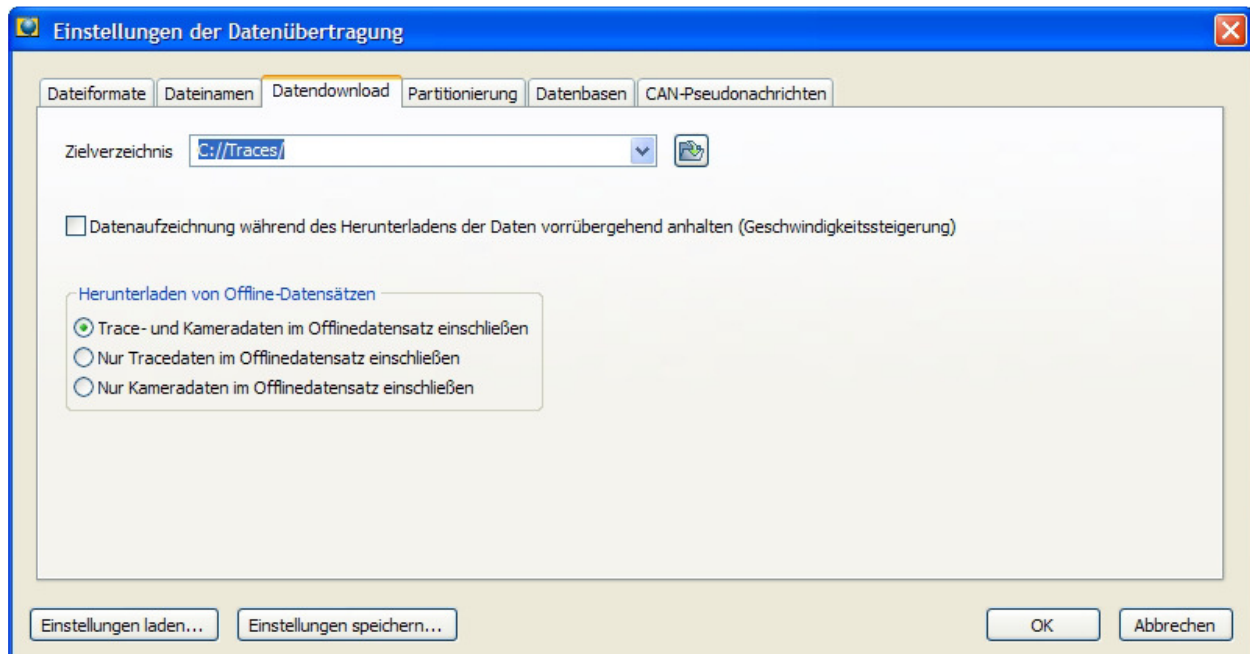 Einstellungen der Datenübertragung
Dateiformate Dateinamen Datendownload Partitionierung Datenbasen CAN-Pseudonachrichten
Zielverzeichnis C://Traces/
Datenaufzeichnung während des Herunterladens der Daten vorrübergehend anhalten (Geschwindigkeitssteigerung)
Herunterladen von Offline-Datensätzen
Trace- und Kameradaten im Offlinedatensatz einschließen
Nur Tracedaten im Offlinedatensatz einschließen
Nur Kameradaten im Offlinedatensatz einschließen
Einstellungen laden... Einstellungen speichern... OK Abbrechen